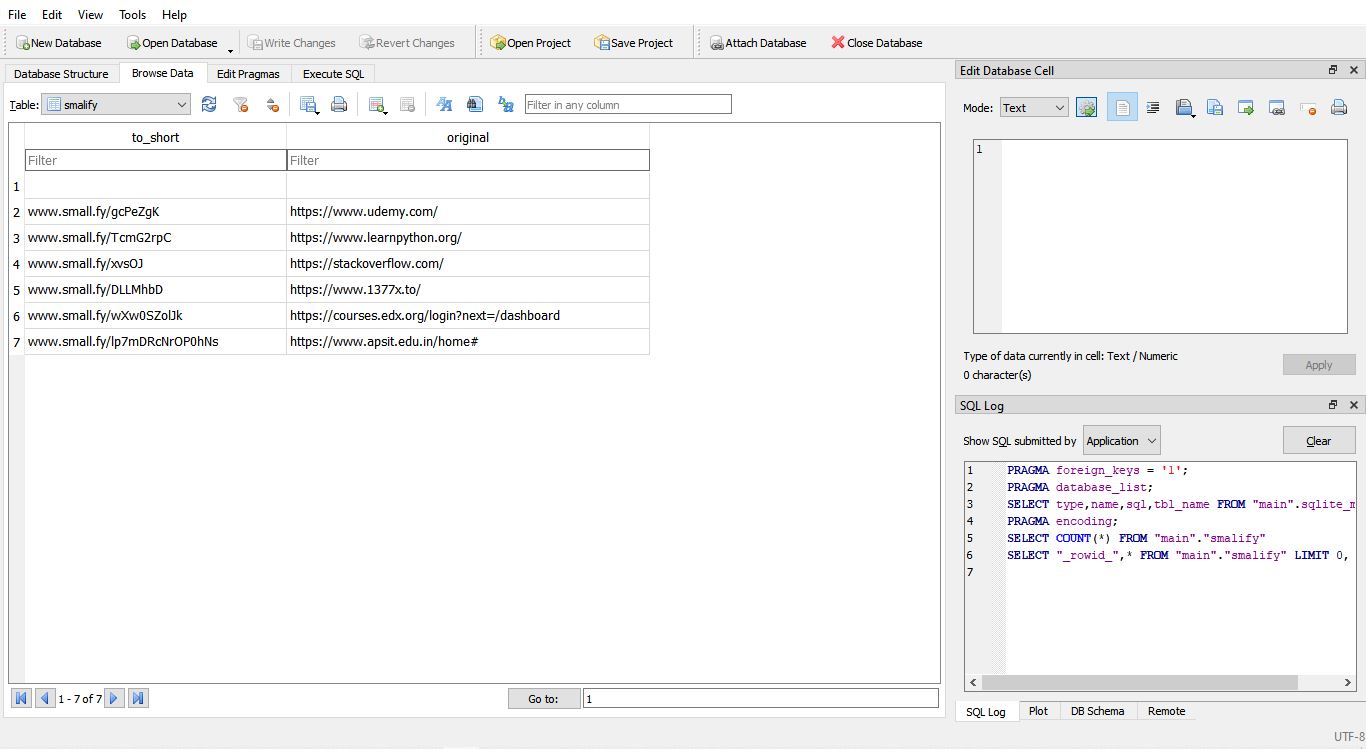 File Edit View Tools Help
New Database Open Database Write Changes Revert Changes Open Project Save Project Attach Database Close Database
Database Structure Browse Data Edit Pragmas Execute SQL
Table: smalify Filter in any column
to_short original
Filter Filter
1
2 www.small.fy/gcPeZgK https://www.udemy.com/
3 www.small.fy/TcmG2rpC https://www.learnpython.org/
4 www.small.fy/xvsOJ https://stackoverflow.com/
5 www.small.fy/DLLMhbD https://www.1377x.to/
6 www.small.fy/wXw0SZolJk https://courses.edx.org/login?next=/dashboard
7 www.small.fy/lp7mDRcNrOP0hNs https://www.apsit.edu.in/home#
1 - 7 of 7 Go to: 1
Edit Database Cell
Mode: Text
1
Type of data currently in cell: Text / Numeric
0 character(s)
Apply
SQL Log
Show SQL submitted by Application Clear
1 PRAGMA foreign_keys = '1';
2 PRAGMA database_list;
3 SELECT type,name,sql,tbl_name FROM "main".sqlite_m
4 PRAGMA encoding;
5 SELECT COUNT(*) FROM "main"."smalify"
6 SELECT "_rowid_",* FROM "main"."smalify" LIMIT 0,
7
SQL Log Plot DB Schema Remote
UTF-8